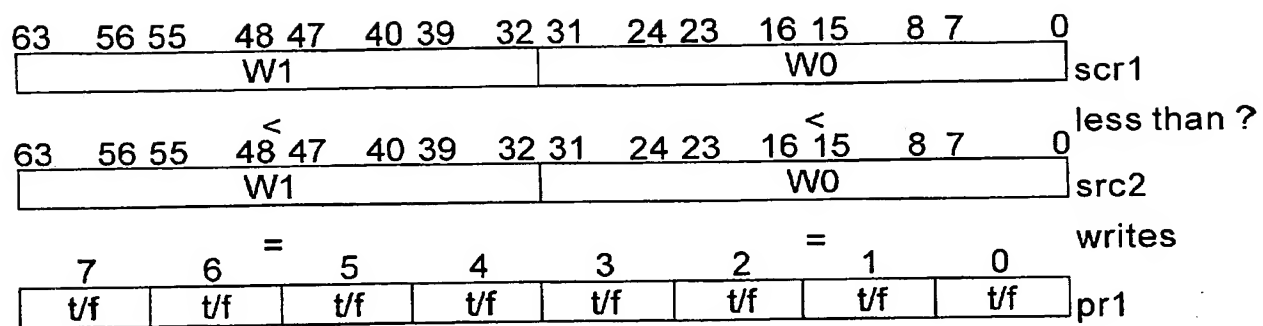 63 56 55 48 47 40 39 32 31 24 23 16 15 8 7 0
W1 W0 scr1
< < less than ?
63 56 55 48 47 40 39 32 31 24 23 16 15 8 7 0
W1 W0 src2
= = writes
7 6 5 4 3 2 1 0
t/f t/f t/f t/f t/f t/f t/f t/f pr1